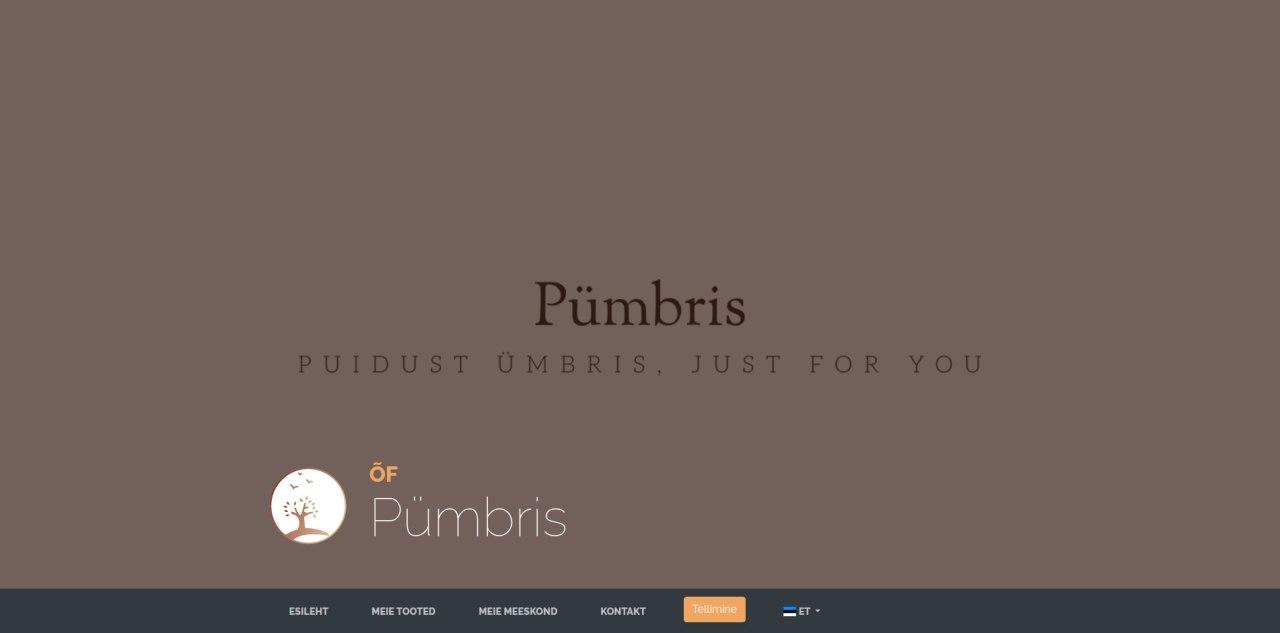 Pümbris
PUIDUST ÜMBRIS, JUST FOR YOU
ÕF
Pümbris
ESILEHT MEIE TOOTED MEIE MEESKOND KONTAKT Tellimine ET